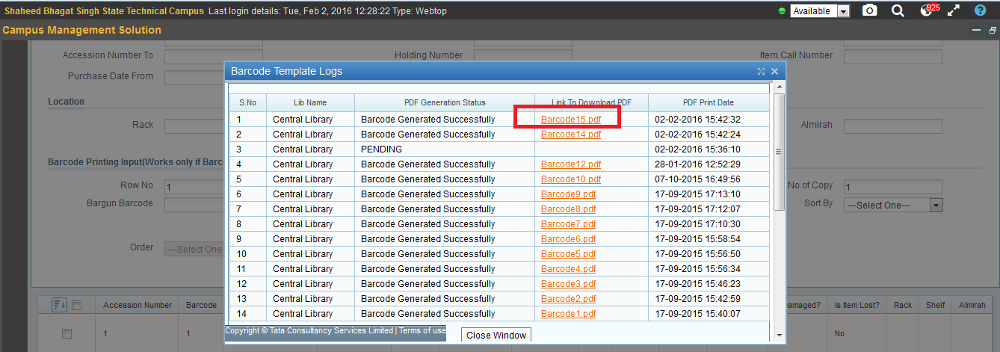 Shaheed Bhagat Singh State Technical Campus Last login details: Tue, Feb 2, 2016 12:28:22 Type: Webtop Available 925
Campus Management Solution
Accession Number To Holding Number Item Call Number
Purchase Date From
Location
Rack Almirah
Barcode Printing Input(Works only if Barc
Row No 1 No.of Copy 1
Bargun Barcode Sort By ---Select One---
Order ---Select One
Barcode Template Logs
S.No Lib Name PDF Generation Status Link To Download PDF PDF Print Date
1 Central Library Barcode Generated Successfully Barcode15.pdf 02-02-2016 15:42:32
2 Central Library Barcode Generated Successfully Barcode14.pdf 02-02-2016 15:42:24
3 Central Library PENDING 02-02-2016 15:36:10
4 Central Library Barcode Generated Successfully Barcode12.pdf 28-01-2016 12:52:29
5 Central Library Barcode Generated Successfully Barcode10.pdf 07-10-2015 16:49:56
6 Central Library Barcode Generated Successfully Barcode9.pdf 17-09-2015 17:13:10
7 Central Library Barcode Generated Successfully Barcode8.pdf 17-09-2015 17:12:07
8 Central Library Barcode Generated Successfully Barcode7.pdf 17-09-2015 17:10:30
9 Central Library Barcode Generated Successfully Barcode6.pdf 17-09-2015 15:58:54
10 Central Library Barcode Generated Successfully Barcode5.pdf 17-09-2015 15:56:50
11 Central Library Barcode Generated Successfully Barcode4.pdf 17-09-2015 15:56:34
12 Central Library Barcode Generated Successfully Barcode3.pdf 17-09-2015 15:46:23
13 Central Library Barcode Generated Successfully Barcode2.pdf 17-09-2015 15:42:59
14 Central Library Barcode Generated Successfully Barcode1.pdf 17-09-2015 15:40:07
Copyright © Tata Consultancy Services Limited | Terms of use
Close Window
Accession Number Barcode Damaged? Is Item Lost? Rack Shelf Almirah
1 1 No